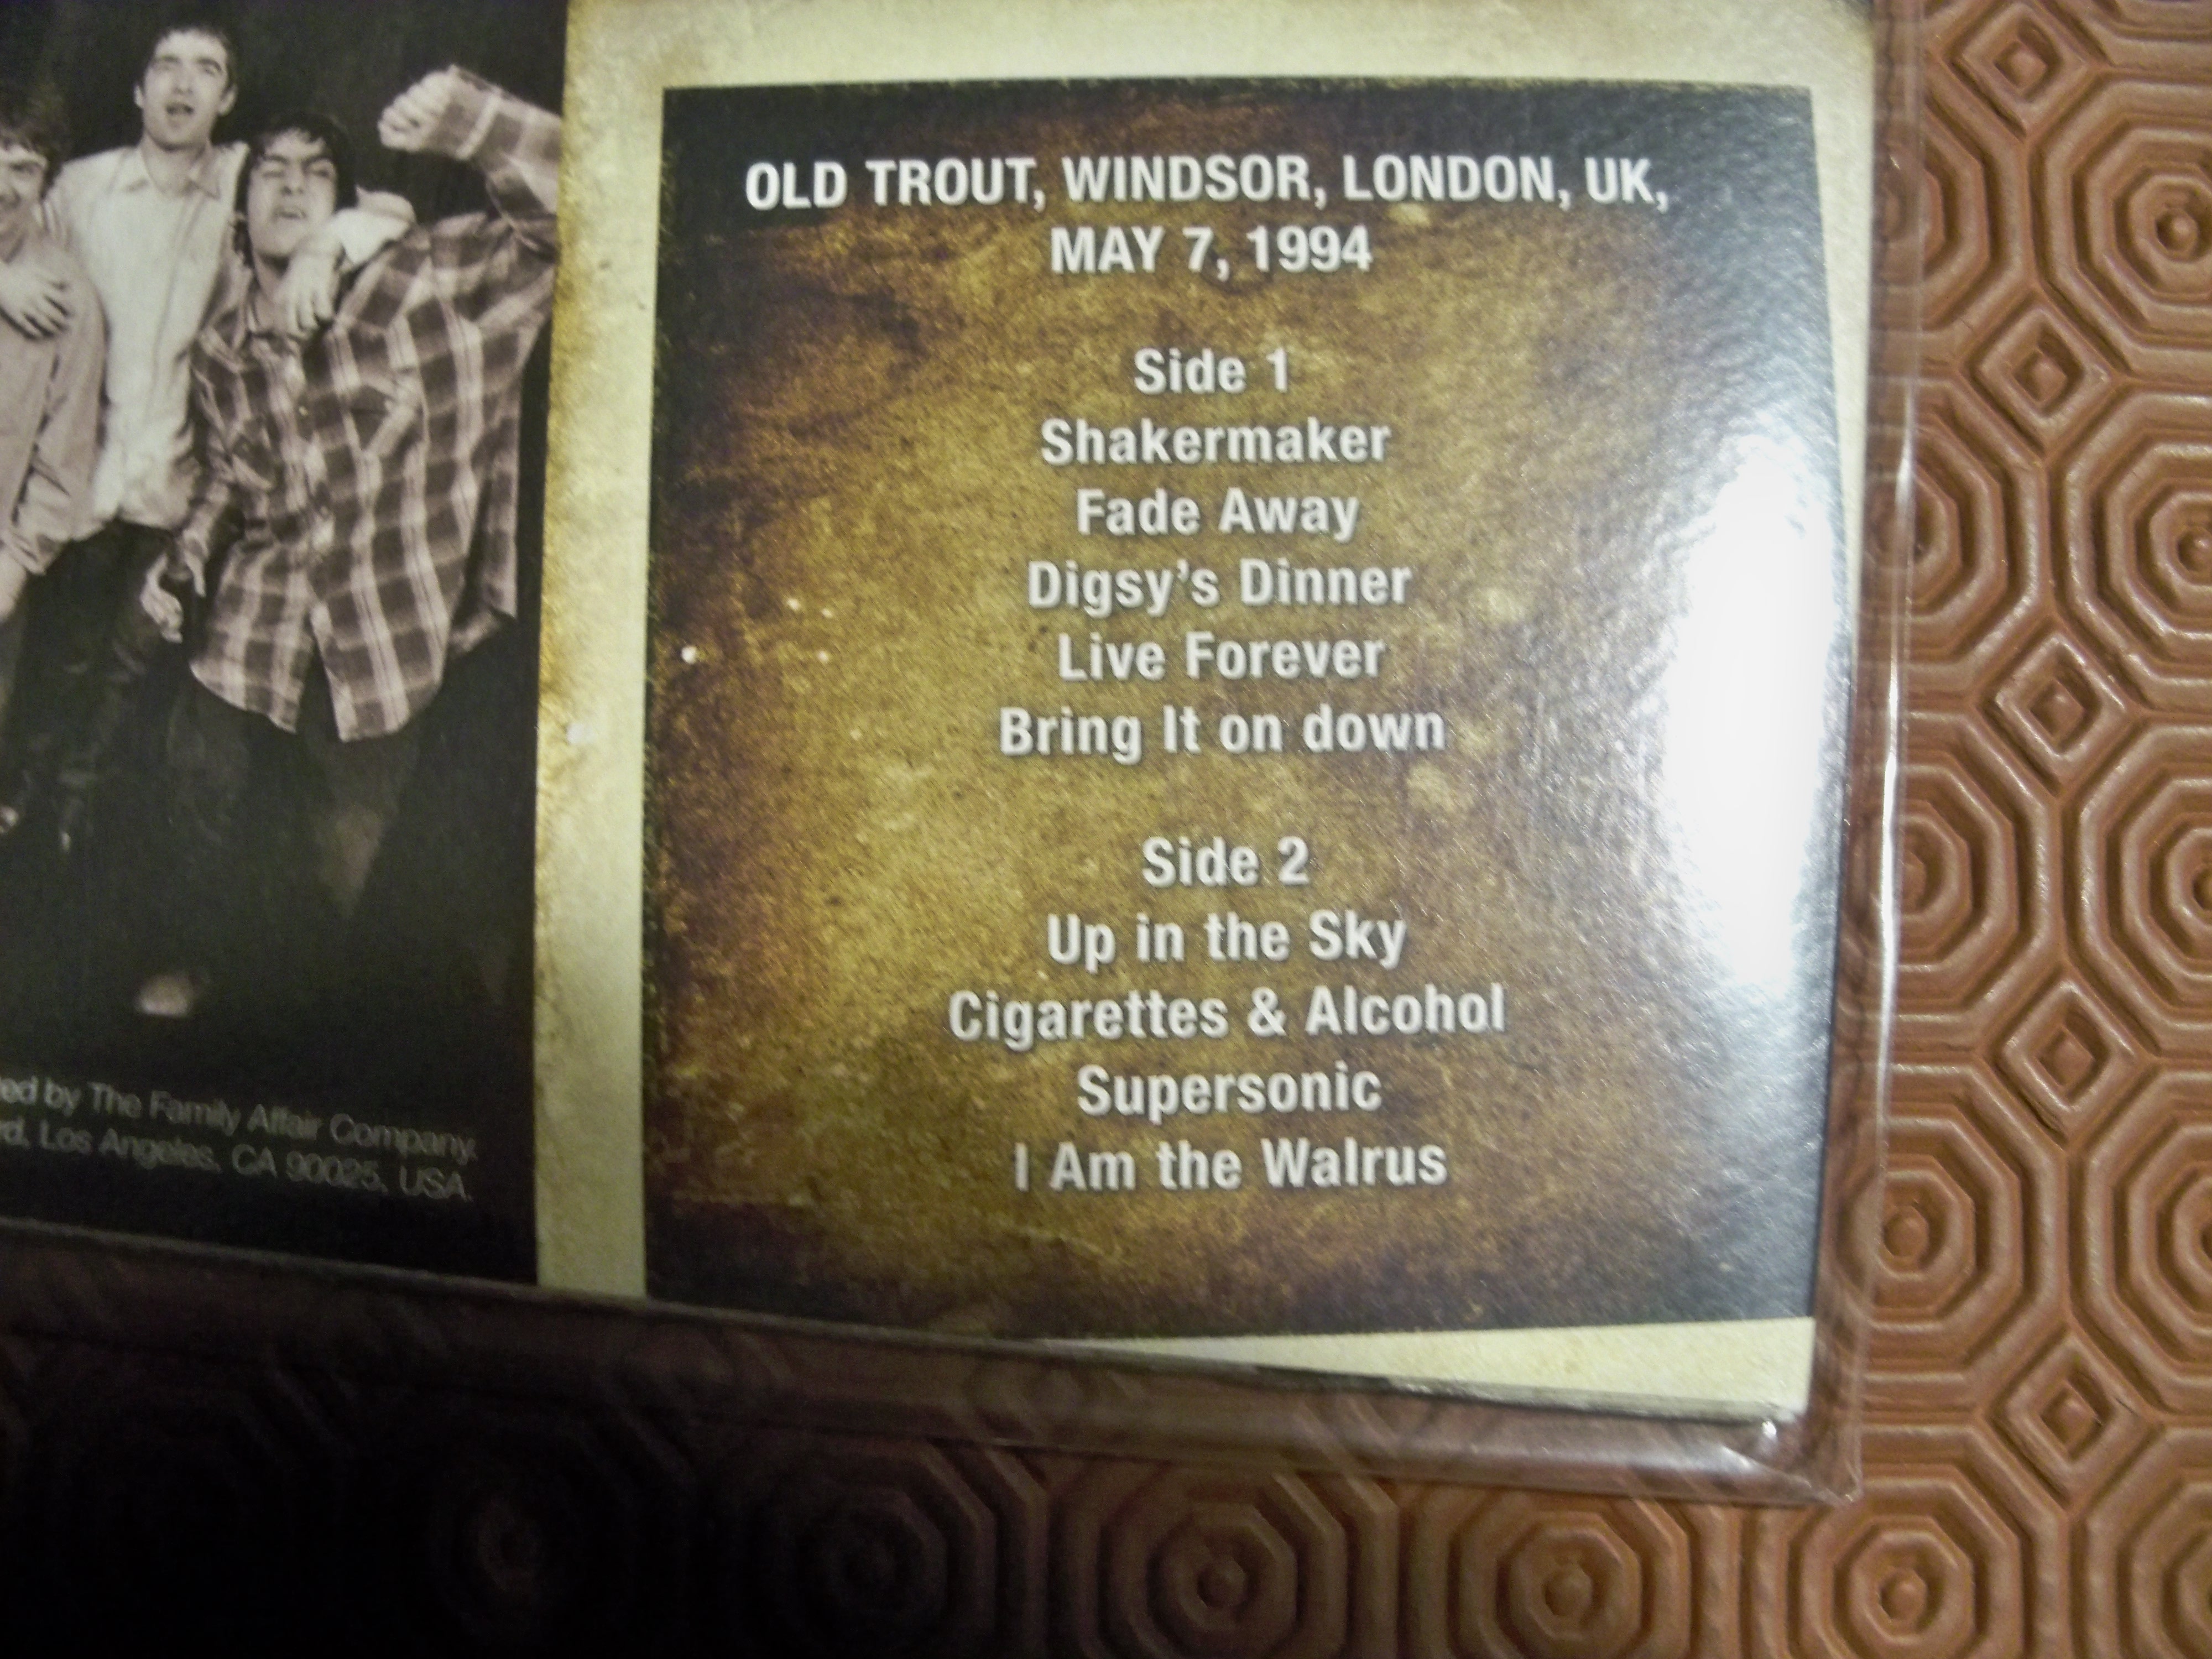 OLD TROUT, WINDSOR, LONDON, UK,
MAY 7, 1994
Side 1
Shakermaker
Fade Away
Digsy's Dinner
Live Forever
Bring It on down
Side 2
Up in the Sky
Cigarettes & Alcohol
Supersonic
I Am the Walrus
by The Family Affair Company.
Los Angeles, CA 90025, USA.